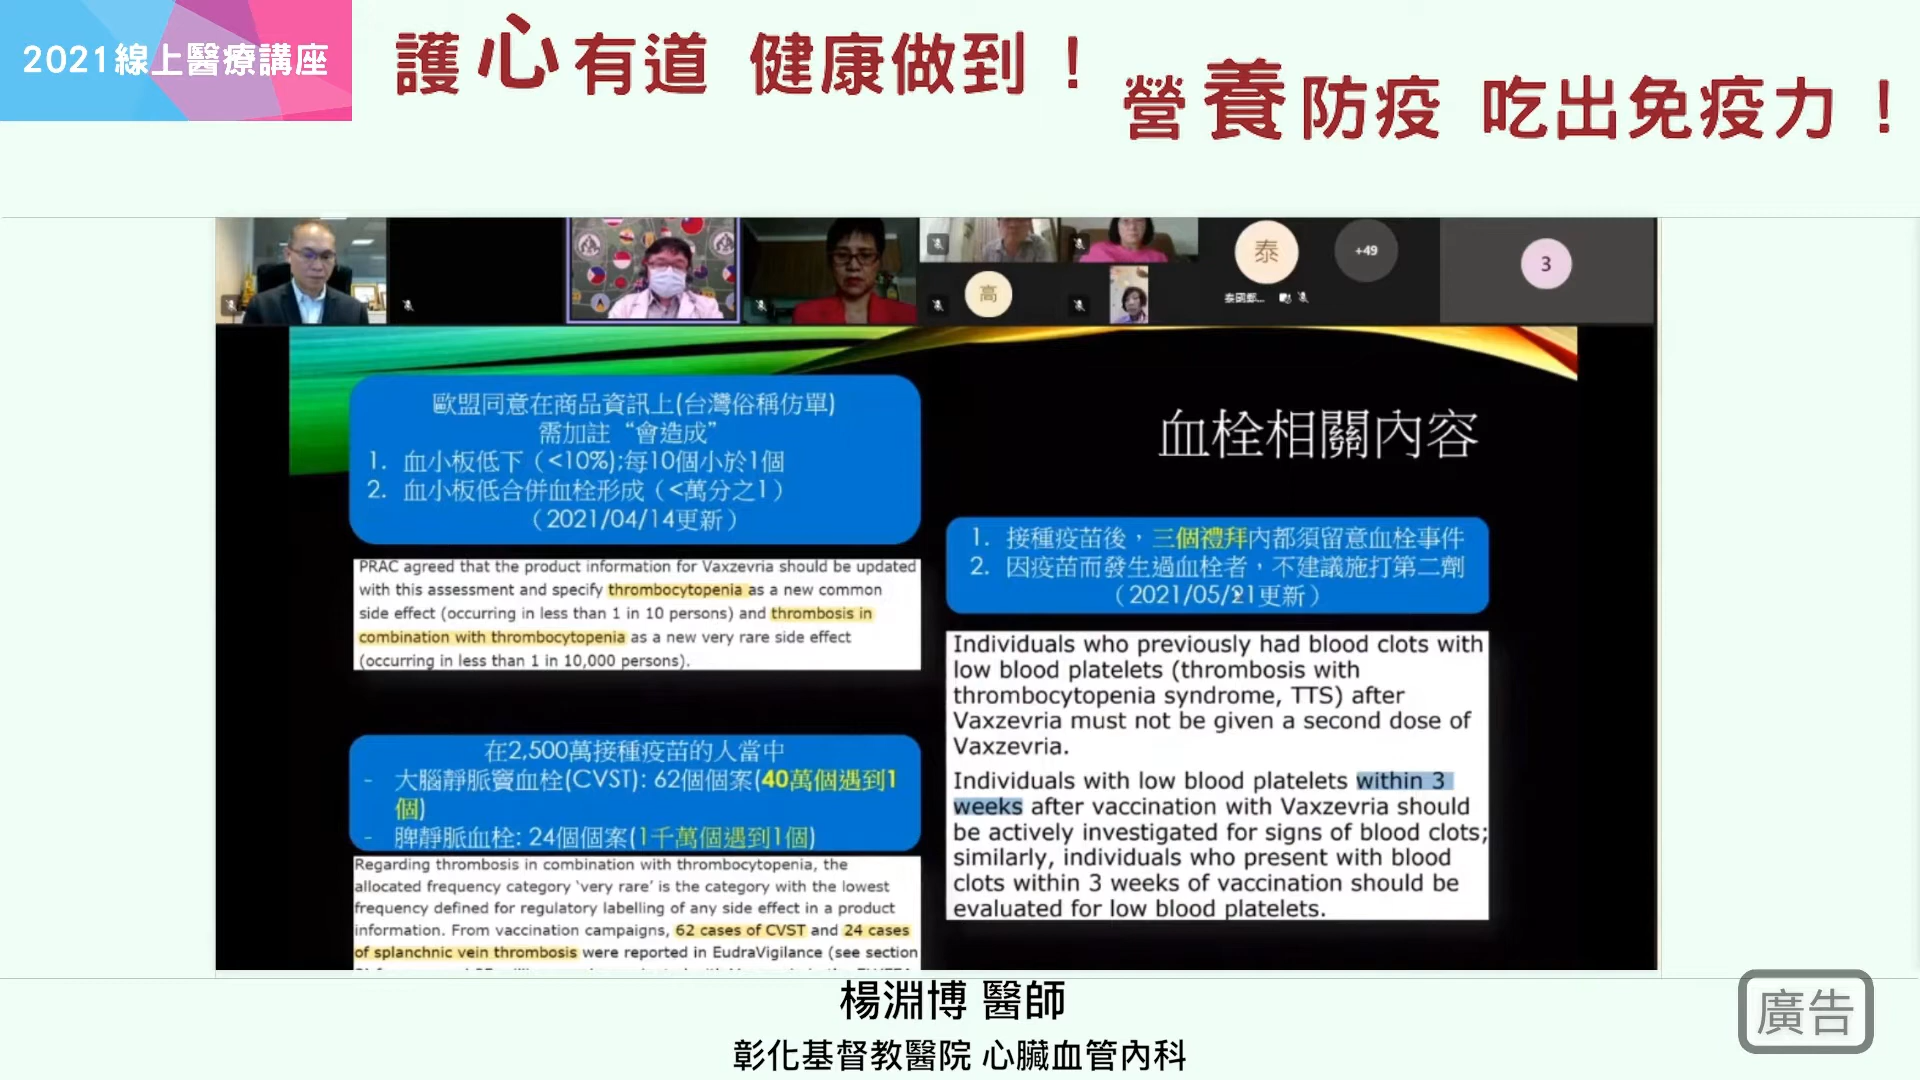 2021線上醫療講座
護心有道 健康做到！
營養防疫 吃出免疫力！
高
泰
泰國鄭...
+49
3
歐盟同意在商品資訊上(台灣俗稱仿單)
需加註“會造成”
1. 血小板低下（<10%);每10個小於1個
2. 血小板低合併血栓形成（<萬分之1）
（2021/04/14更新）
PRAC agreed that the product information for Vaxzevria should be updated
with this assessment and specify thrombocytopenia as a new common
side effect (occurring in less than 1 in 10 persons) and thrombosis in
combination with thrombocytopenia as a new very rare side effect
(occurring in less than 1 in 10,000 persons).
在2,500萬接種疫苗的人當中
- 大腦靜脈竇血栓(CVST): 62個個案(40萬個遇到1
個)
- 脾靜脈血栓: 24個個案(1千萬個遇到1個)
Regarding thrombosis in combination with thrombocytopenia, the
allocated frequency category ‘very rare’ is the category with the lowest
frequency defined for regulatory labelling of any side effect in a product
information. From vaccination campaigns, 62 cases of CVST and 24 cases
of splanchnic vein thrombosis were reported in EudraVigilance (see section
血栓相關內容
1. 接種疫苗後，三個禮拜內都須留意血栓事件
2. 因疫苗而發生過血栓者，不建議施打第二劑
（2021/05/21更新）
Individuals who previously had blood clots with
low blood platelets (thrombosis with
thrombocytopenia syndrome, TTS) after
Vaxzevria must not be given a second dose of
Vaxzevria.
Individuals with low blood platelets within 3
weeks after vaccination with Vaxzevria should
be actively investigated for signs of blood clots;
similarly, individuals who present with blood
clots within 3 weeks of vaccination should be
evaluated for low blood platelets.
楊淵博 醫師
彰化基督教醫院 心臟血管內科
廣告